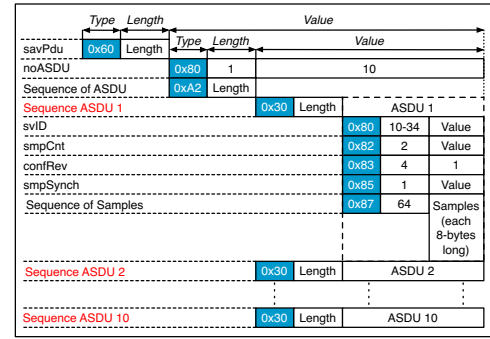 Type Length Value
savPdu 0x60 Length Type Length Value
noASDU 0x80 1 10
Sequence of ASDU 0xA2 Length
Sequence ASDU 1 0x30 Length ASDU 1
svID 0x80 10-34 Value
smpCnt 0x82 2 Value
confRev 0x83 4 1
smpSynch 0x85 1 Value
Sequence of Samples 0x87 64 Samples
(each
8-bytes
long)
Sequence ASDU 2 0x30 Length ASDU 2
Sequence ASDU 10 0x30 Length ASDU 10